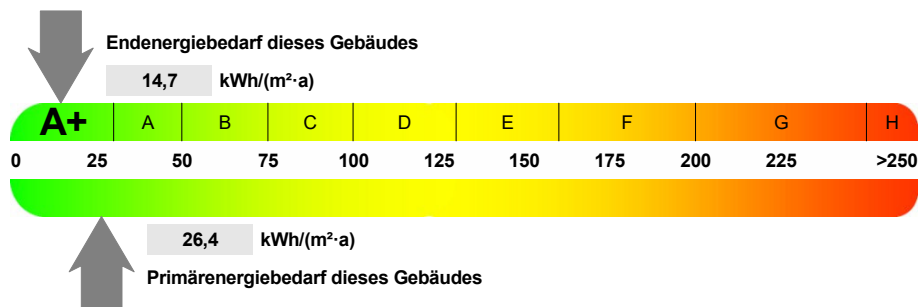 Endenergiebedarf dieses Gebäudes
14,7 kWh/(m²·a)
A+ A B C D E F G H
0 25 50 75 100 125 150 175 200 225 >250
26,4 kWh/(m²·a)
Primärenergiebedarf dieses Gebäudes